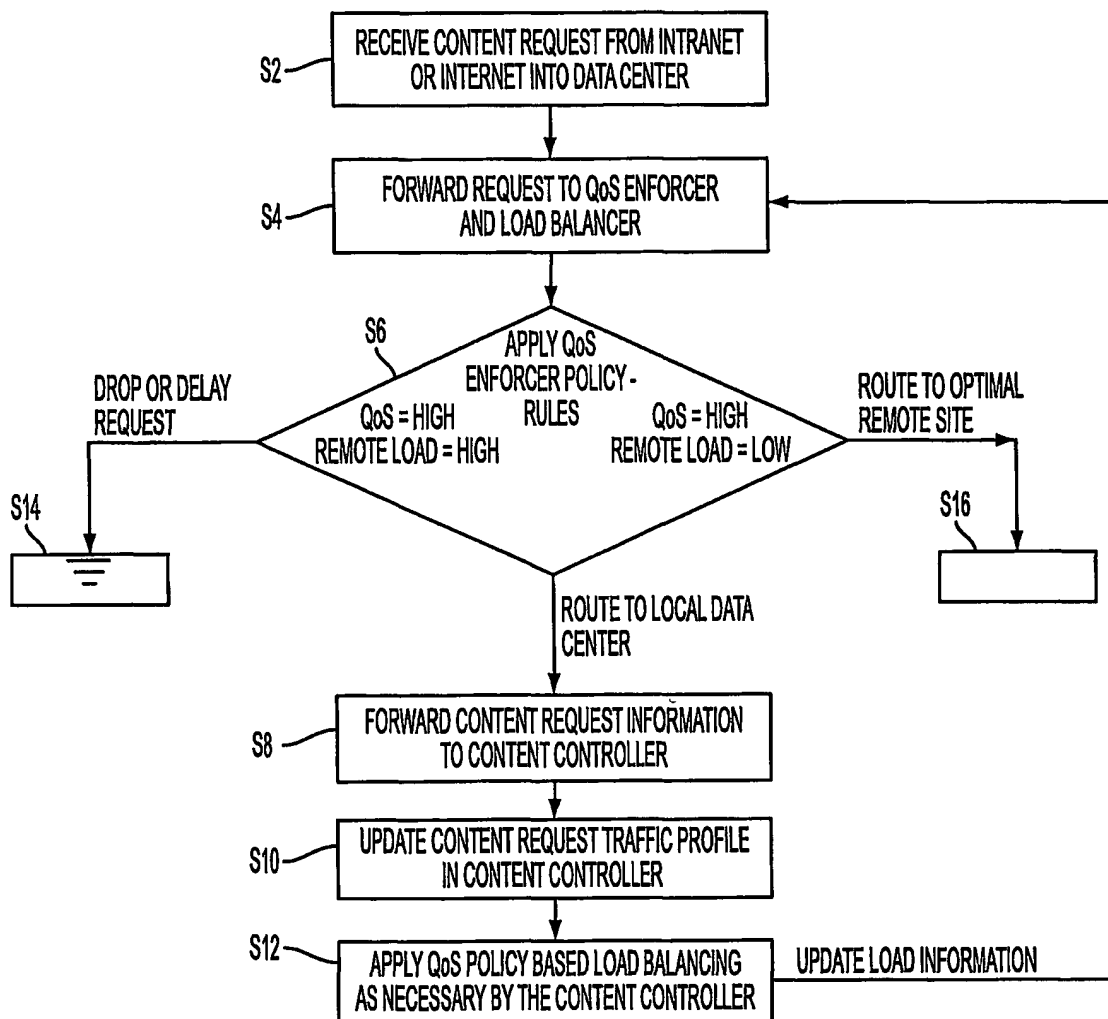 S2
RECEIVE CONTENT REQUEST FROM INTRANET
OR INTERNET INTO DATA CENTER
S4
FORWARD REQUEST TO QoS ENFORCER
AND LOAD BALANCER
S6
APPLY QoS
ENFORCER POLICY-
RULES
QoS = HIGH
REMOTE LOAD = HIGH
QoS = HIGH
REMOTE LOAD = LOW
DROP OR DELAY
REQUEST
ROUTE TO OPTIMAL
REMOTE SITE
S14
S16
ROUTE TO LOCAL DATA
CENTER
S8
FORWARD CONTENT REQUEST INFORMATION
TO CONTENT CONTROLLER
S10
UPDATE CONTENT REQUEST TRAFFIC PROFILE
IN CONTENT CONTROLLER
S12
APPLY QoS POLICY BASED LOAD BALANCING
AS NECESSARY BY THE CONTENT CONTROLLER
UPDATE LOAD INFORMATION